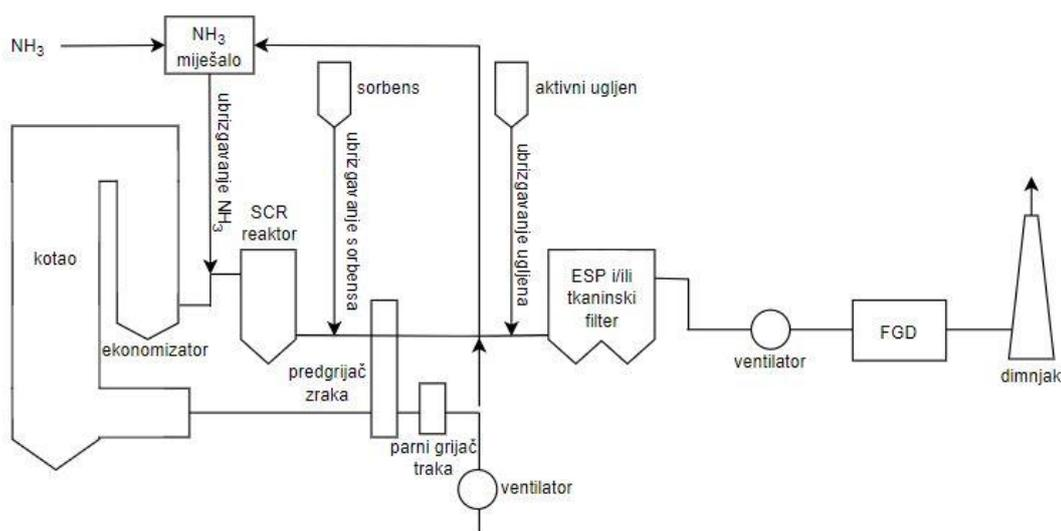 NH₃
NH₃
miješalo
sorbens
aktivni ugljen
ubrizgavanje NH₃
ubrizgavanje sorbensa
ubrizgavanje ugljena
SCR
reaktor
kotao
ekonomizator
ESP i/ili
tkaninski
filter
ventilator
FGD
dimnjak
predgrijač
zraka
parni grijač
traka
ventilator